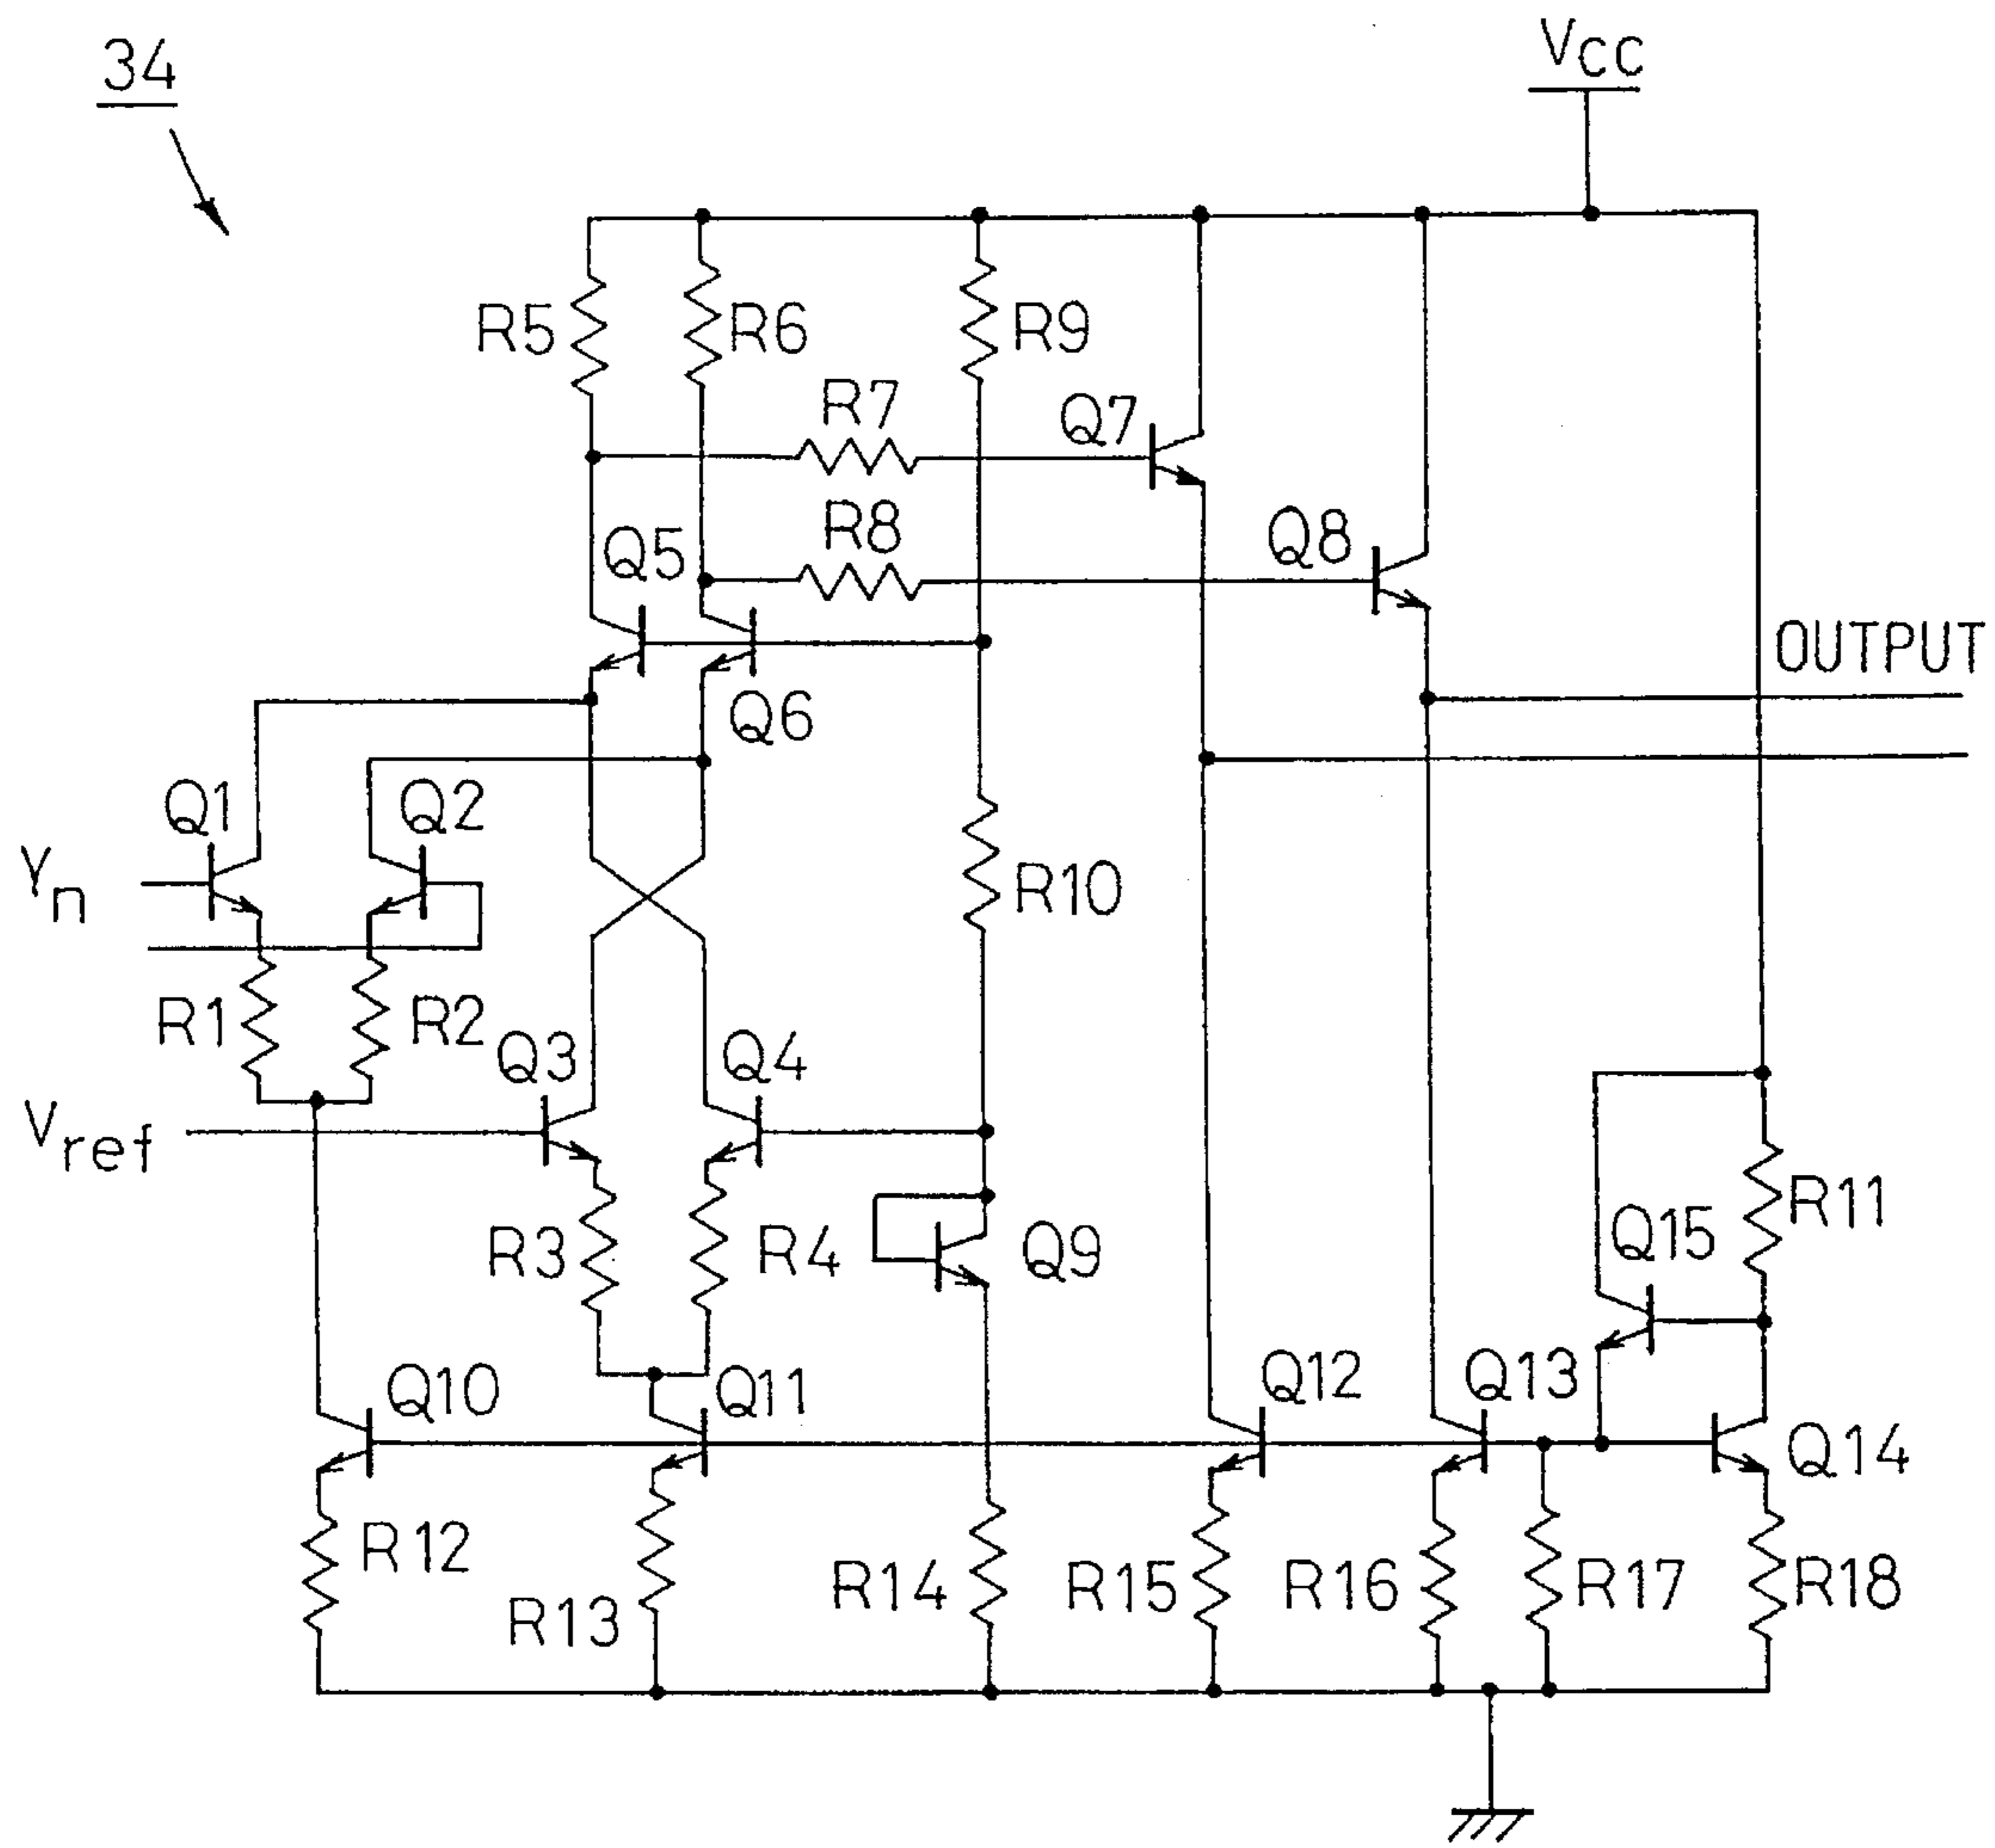 34
VCC
R5
R6
R9
R7
Q7
R8
Q5
Q8
OUTPUT
Q6
Q1
Q2
Yn
R10
R1
R2
Q3
Q4
Vref
R11
Q15
R3
R4
Q9
Q10
Q11
Q12
Q13
Q14
R12
R13
R14
R15
R16
R17
R18